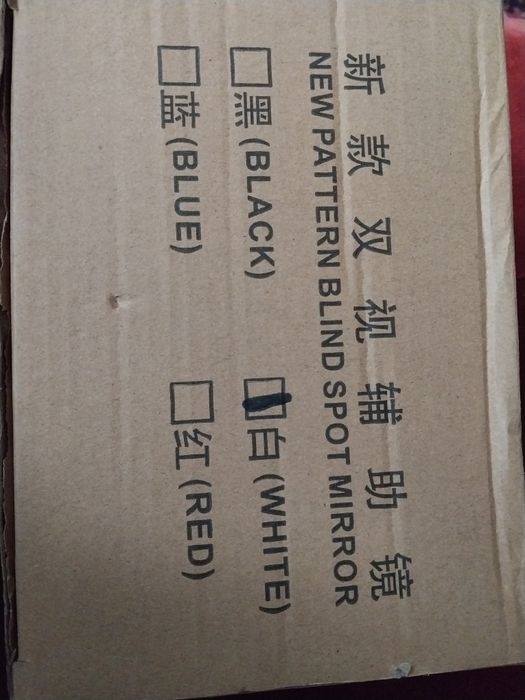 新款双视辅助镜
NEW PATTERN BLIND SPOT MIRROR
□黑(BLACK) □白(WHITE)
□蓝(BLUE) □红(RED)